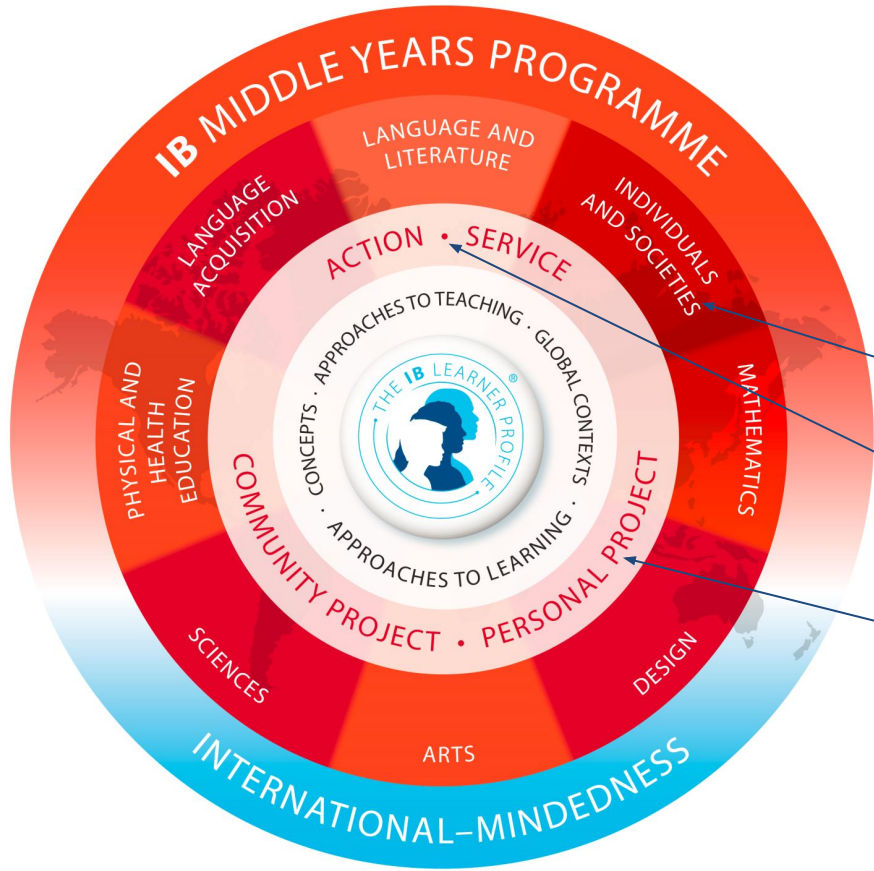 IB MIDDLE YEARS PROGRAMME
LANGUAGE AND
LITERATURE
INDIVIDUALS
AND SOCIETIES
MATHEMATICS
DESIGN
ARTS
SCIENCES
PHYSICAL AND
HEALTH
EDUCATION
LANGUAGE
ACQUISITION
ACTION • SERVICE
PERSONAL PROJECT
•
COMMUNITY PROJECT
APPROACHES TO TEACHING · GLOBAL CONTEXTS · APPROACHES TO LEARNING · CONCEPTS ·
• THE IB LEARNER PROFILE •
®
INTERNATIONAL–MINDEDNESS